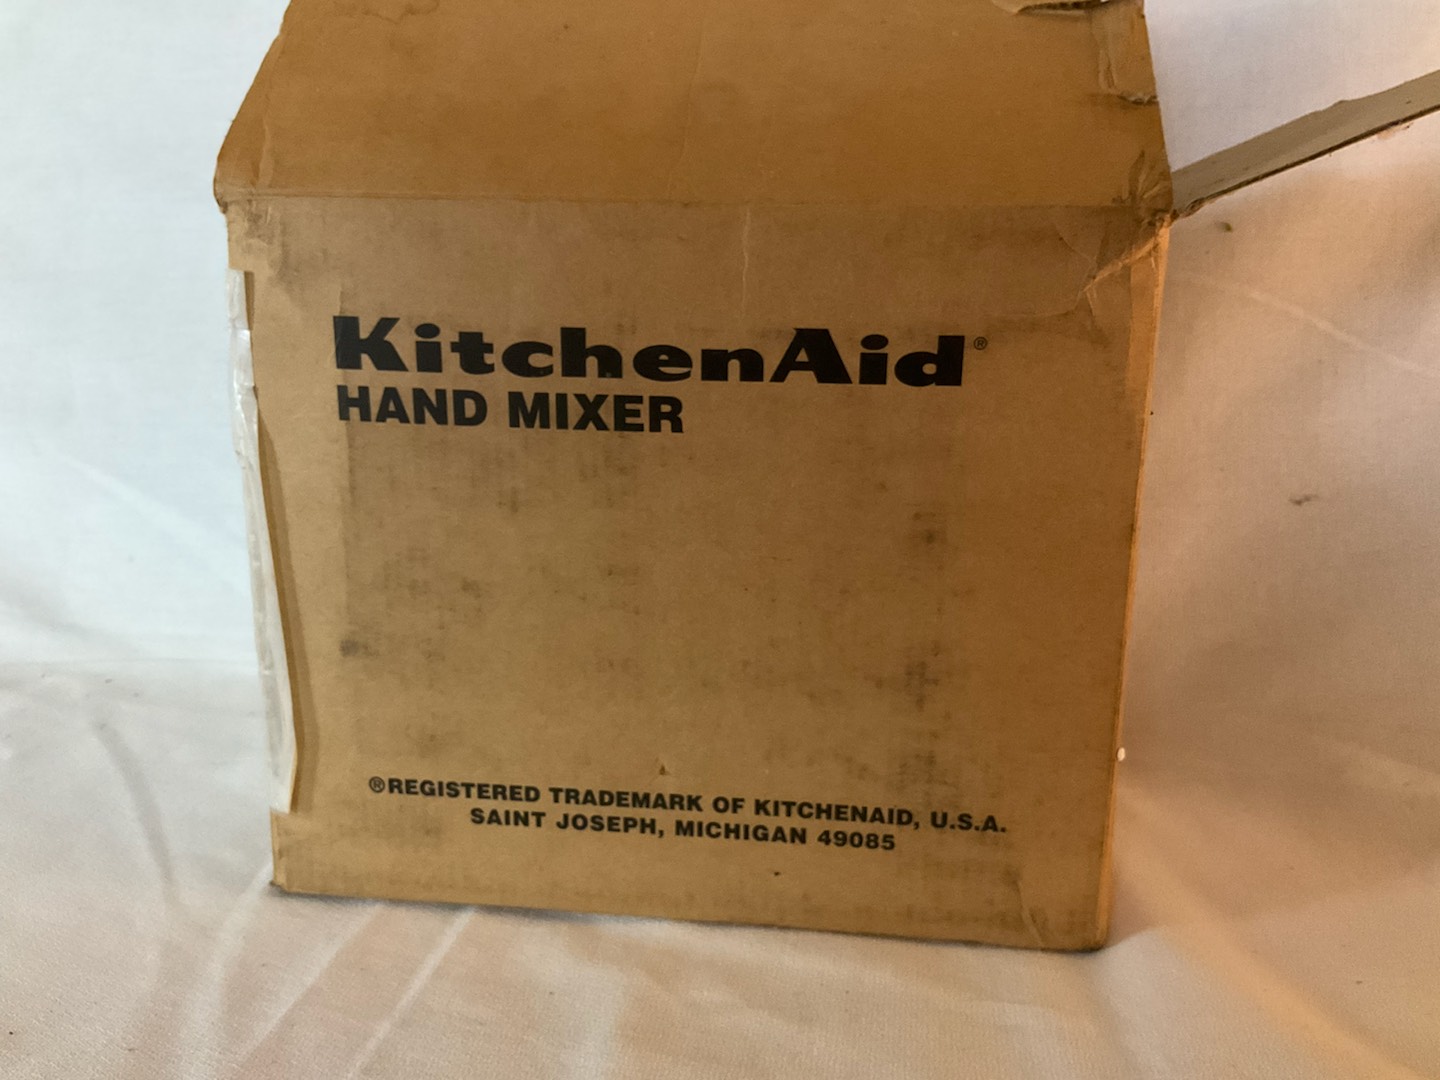 KitchenAid®
HAND MIXER
®REGISTERED TRADEMARK OF KITCHENAID, U.S.A.
SAINT JOSEPH, MICHIGAN 49085